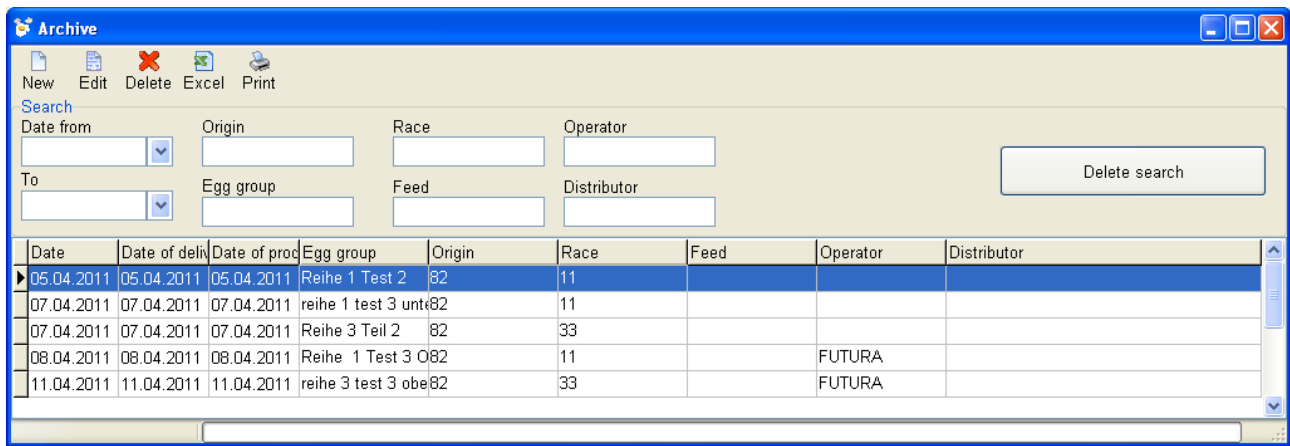 Archive
New Edit Delete Excel Print
Search
Date from Origin Race Operator
Delete search
To Egg group Feed Distributor
Date Date of deliv Date of prod Egg group Origin Race Feed Operator Distributor
05.04.2011 05.04.2011 05.04.2011 Reihe 1 Test 2 82 11
07.04.2011 07.04.2011 07.04.2011 reihe 1 test 3 unte 82 11
07.04.2011 07.04.2011 07.04.2011 Reihe 3 Teil 2 82 33
08.04.2011 08.04.2011 08.04.2011 Reihe 1 Test 3 O 82 11 FUTURA
11.04.2011 11.04.2011 11.04.2011 reihe 3 test 3 obe 82 33 FUTURA